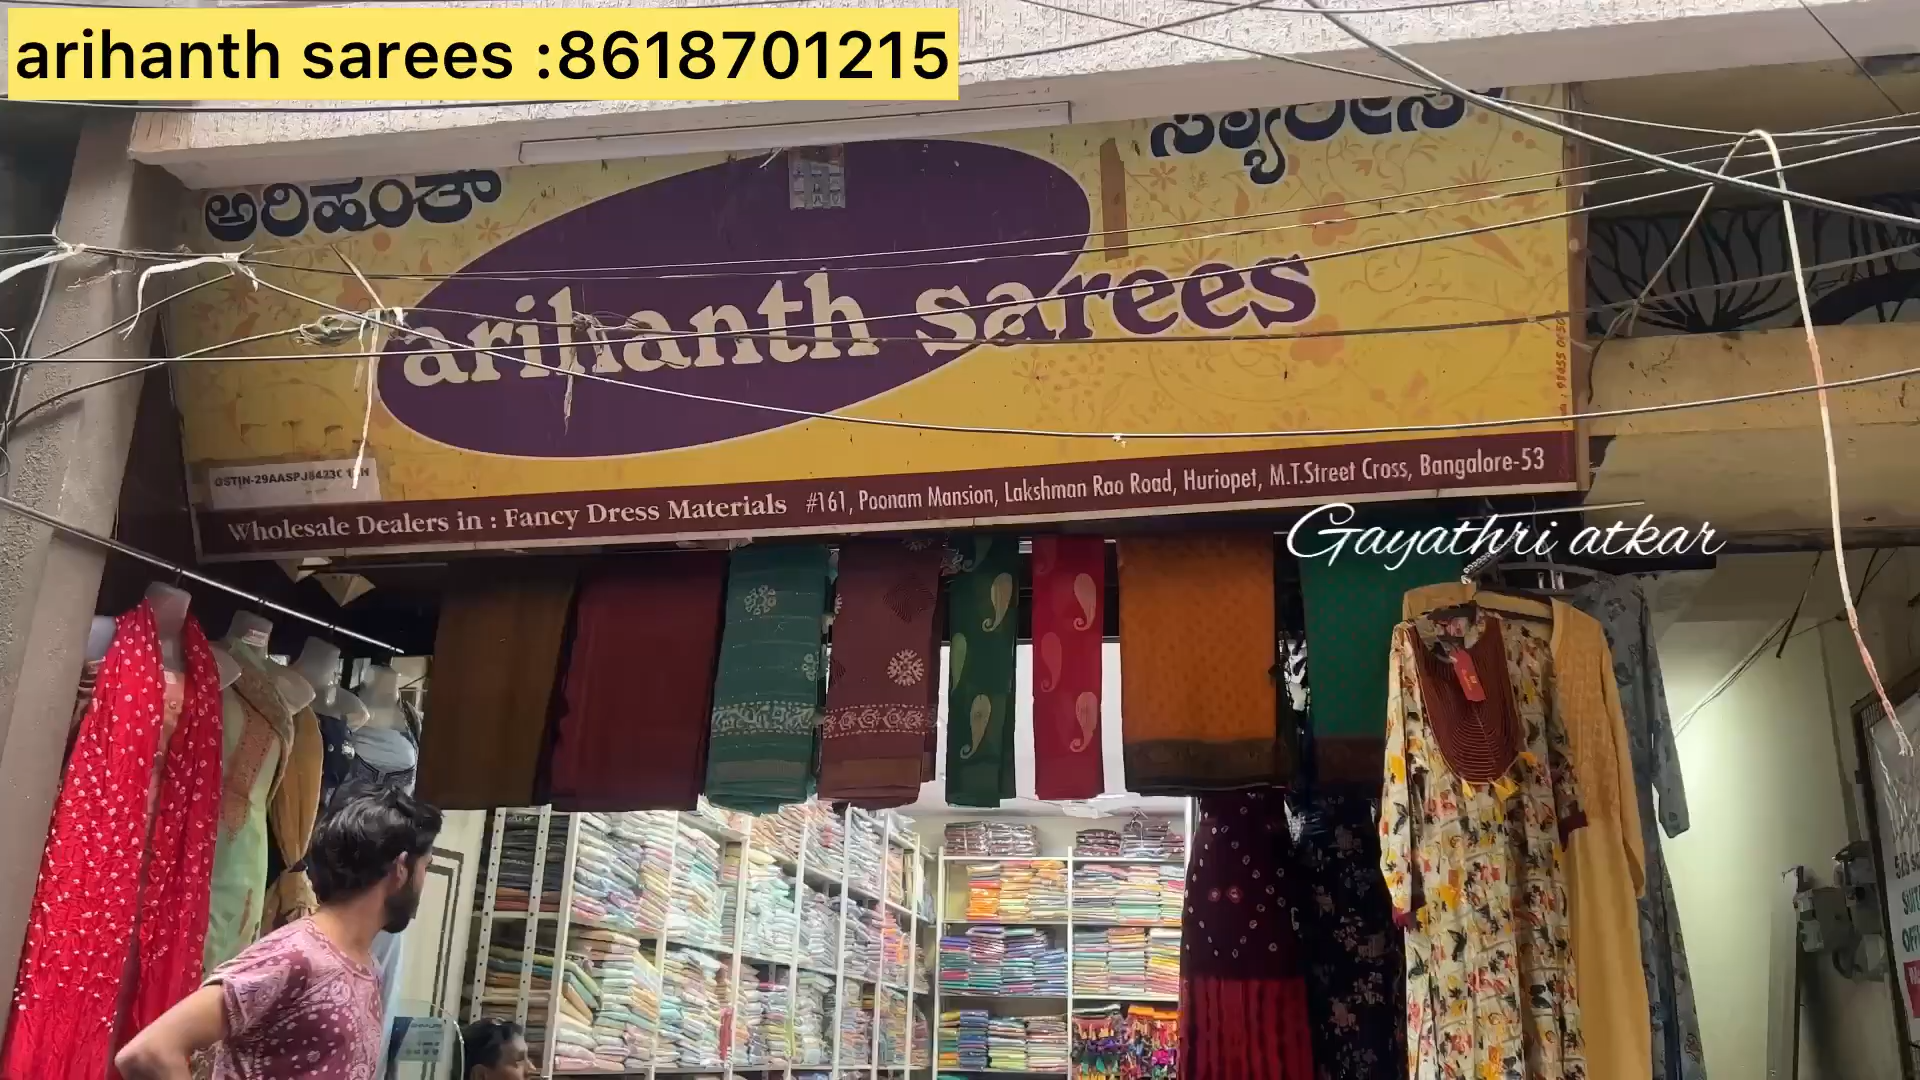 arihanth sarees :8618701215
ಅರಿಹಂತ್ ಸ್ಯಾರೀಸ್
arihanth sarees
Wholesale Dealers in : Fancy Dress Materials #161, Poonam Mansion, Lakshman Rao Road, Huriopet, M.T.Street Cross, Bangalore-53
Gayathri atkar